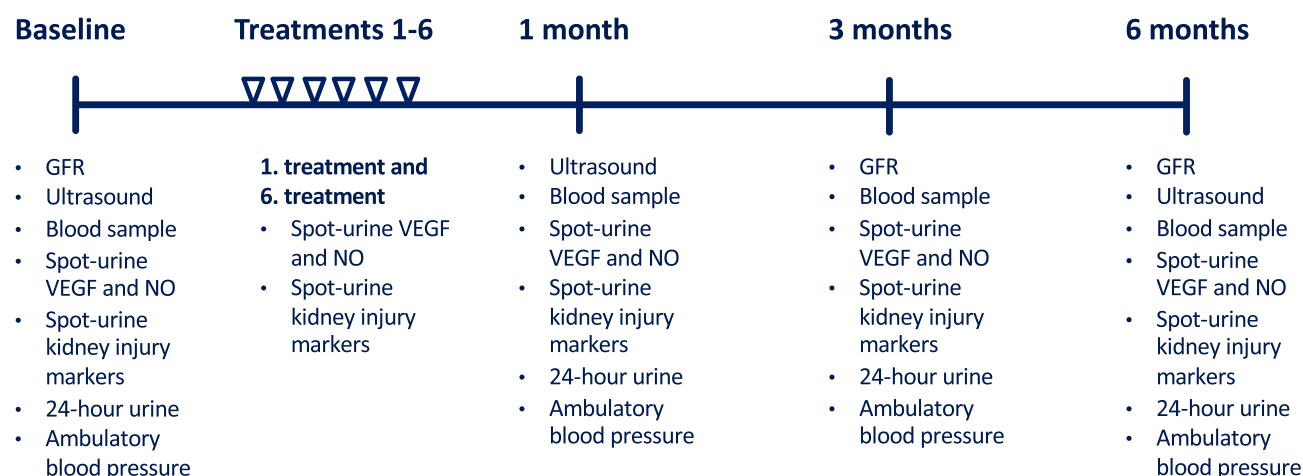 Baseline
Treatments 1-6
1 month
3 months
6 months
• GFR
• Ultrasound
• Blood sample
• Spot-urine
VEGF and NO
• Spot-urine
kidney injury
markers
• 24-hour urine
• Ambulatory
blood pressure
1. treatment and
6. treatment
• Spot-urine VEGF
and NO
• Spot-urine
kidney injury
markers
• Ultrasound
• Blood sample
• Spot-urine
VEGF and NO
• Spot-urine
kidney injury
markers
• 24-hour urine
• Ambulatory
blood pressure
• GFR
• Blood sample
• Spot-urine
VEGF and NO
• Spot-urine
kidney injury
markers
• 24-hour urine
• Ambulatory
blood pressure
• GFR
• Ultrasound
• Blood sample
• Spot-urine
VEGF and NO
• Spot-urine
kidney injury
markers
• 24-hour urine
• Ambulatory
blood pressure